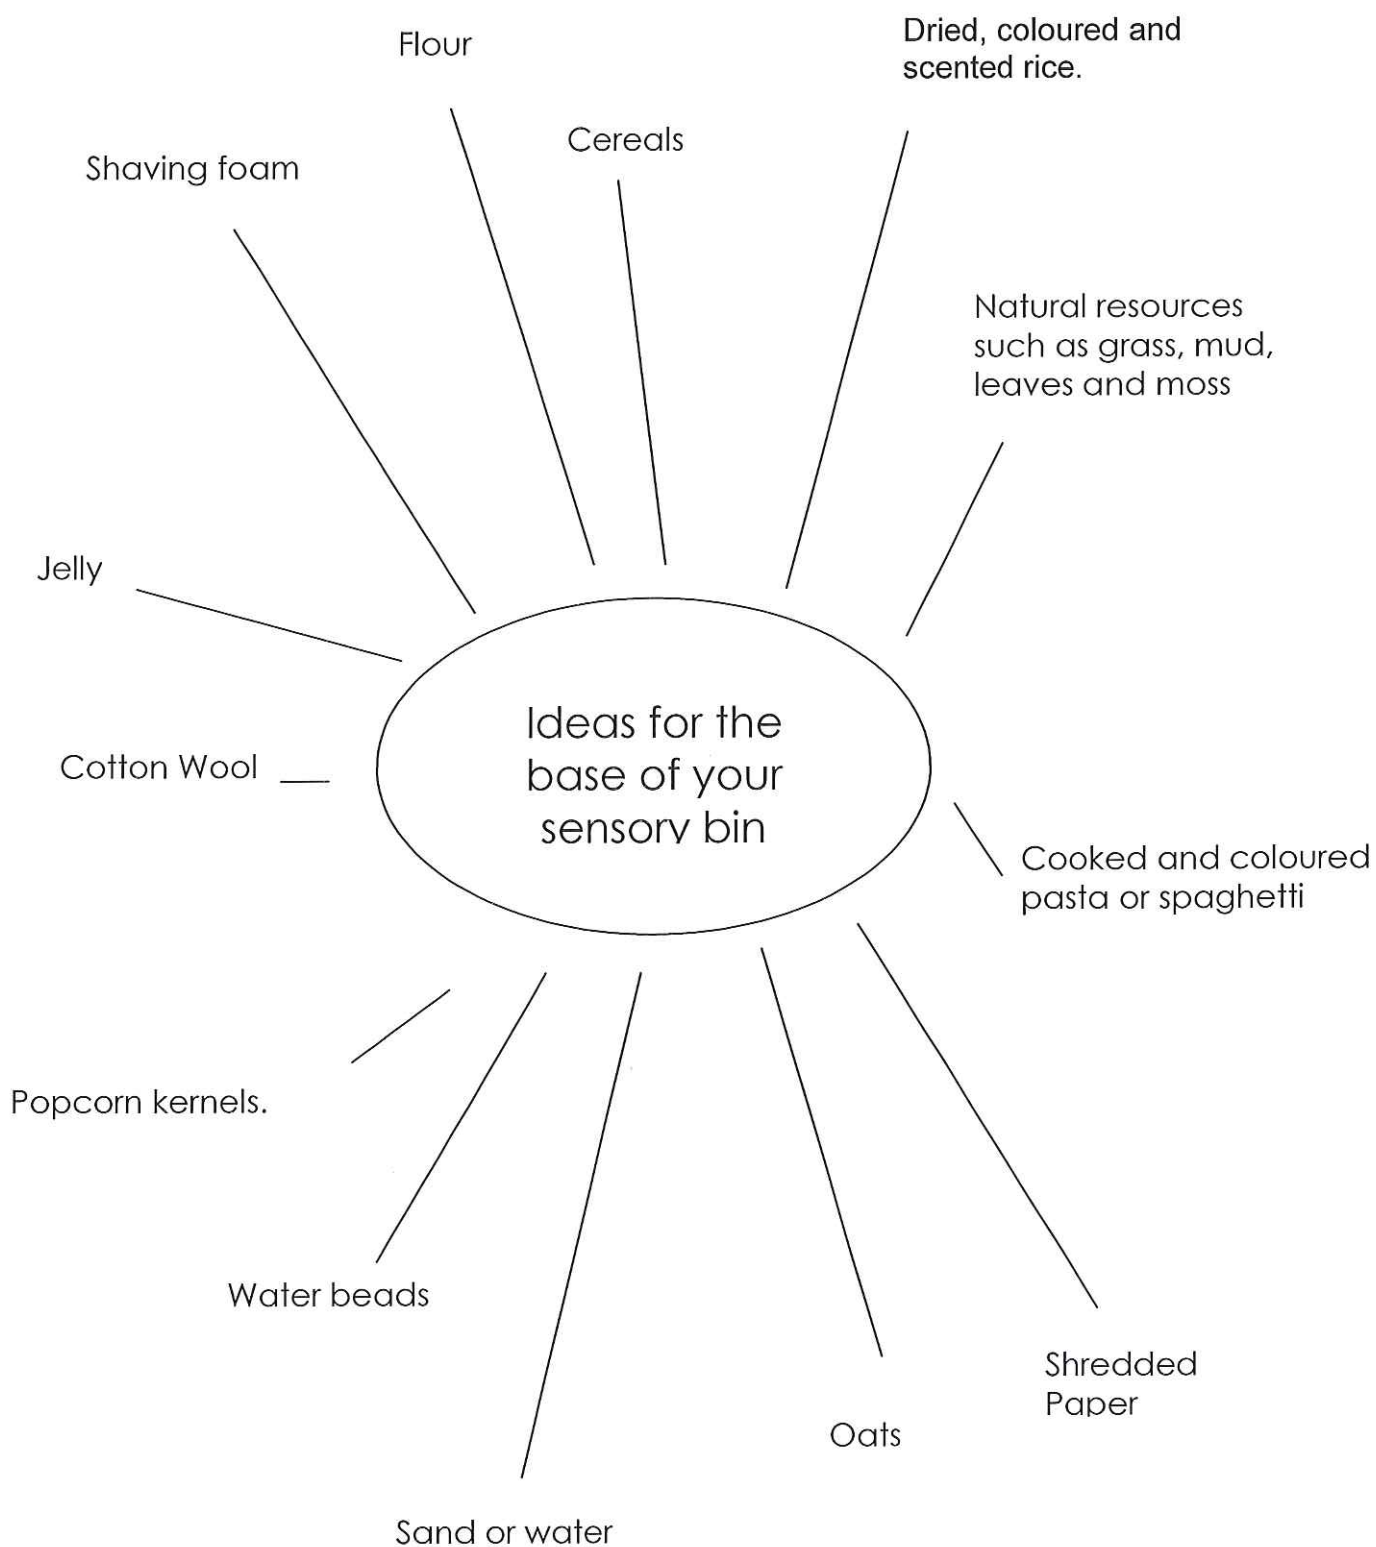 Flour
Dried, coloured and
scented rice.
Cereals
Shaving foam
Natural resources
such as grass, mud,
leaves and moss
Jelly
Ideas for the
base of your
sensory bin
Cotton Wool
Cooked and coloured
pasta or spaghetti
Popcorn kernels.
Water beads
Shredded
Paper
Oats
Sand or water